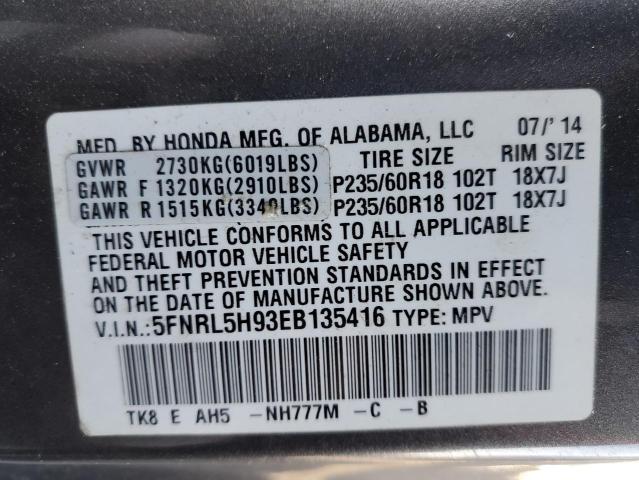 MFD. BY HONDA MFG. OF ALABAMA, LLC 07/'14
GVWR 2730KG(6019LBS) TIRE SIZE RIM SIZE
GAWR F 1320KG(2910LBS) P235/60R18 102T 18X7J
GAWR R 1515KG(3340LBS) P235/60R18 102T 18X7J
THIS VEHICLE CONFORMS TO ALL APPLICABLE
FEDERAL MOTOR VEHICLE SAFETY
AND THEFT PREVENTION STANDARDS IN EFFECT
ON THE DATE OF MANUFACTURE SHOWN ABOVE.
V.I.N.:5FNRL5H93EB135416 TYPE: MPV
TK8 E AH5 -NH777M -C -B